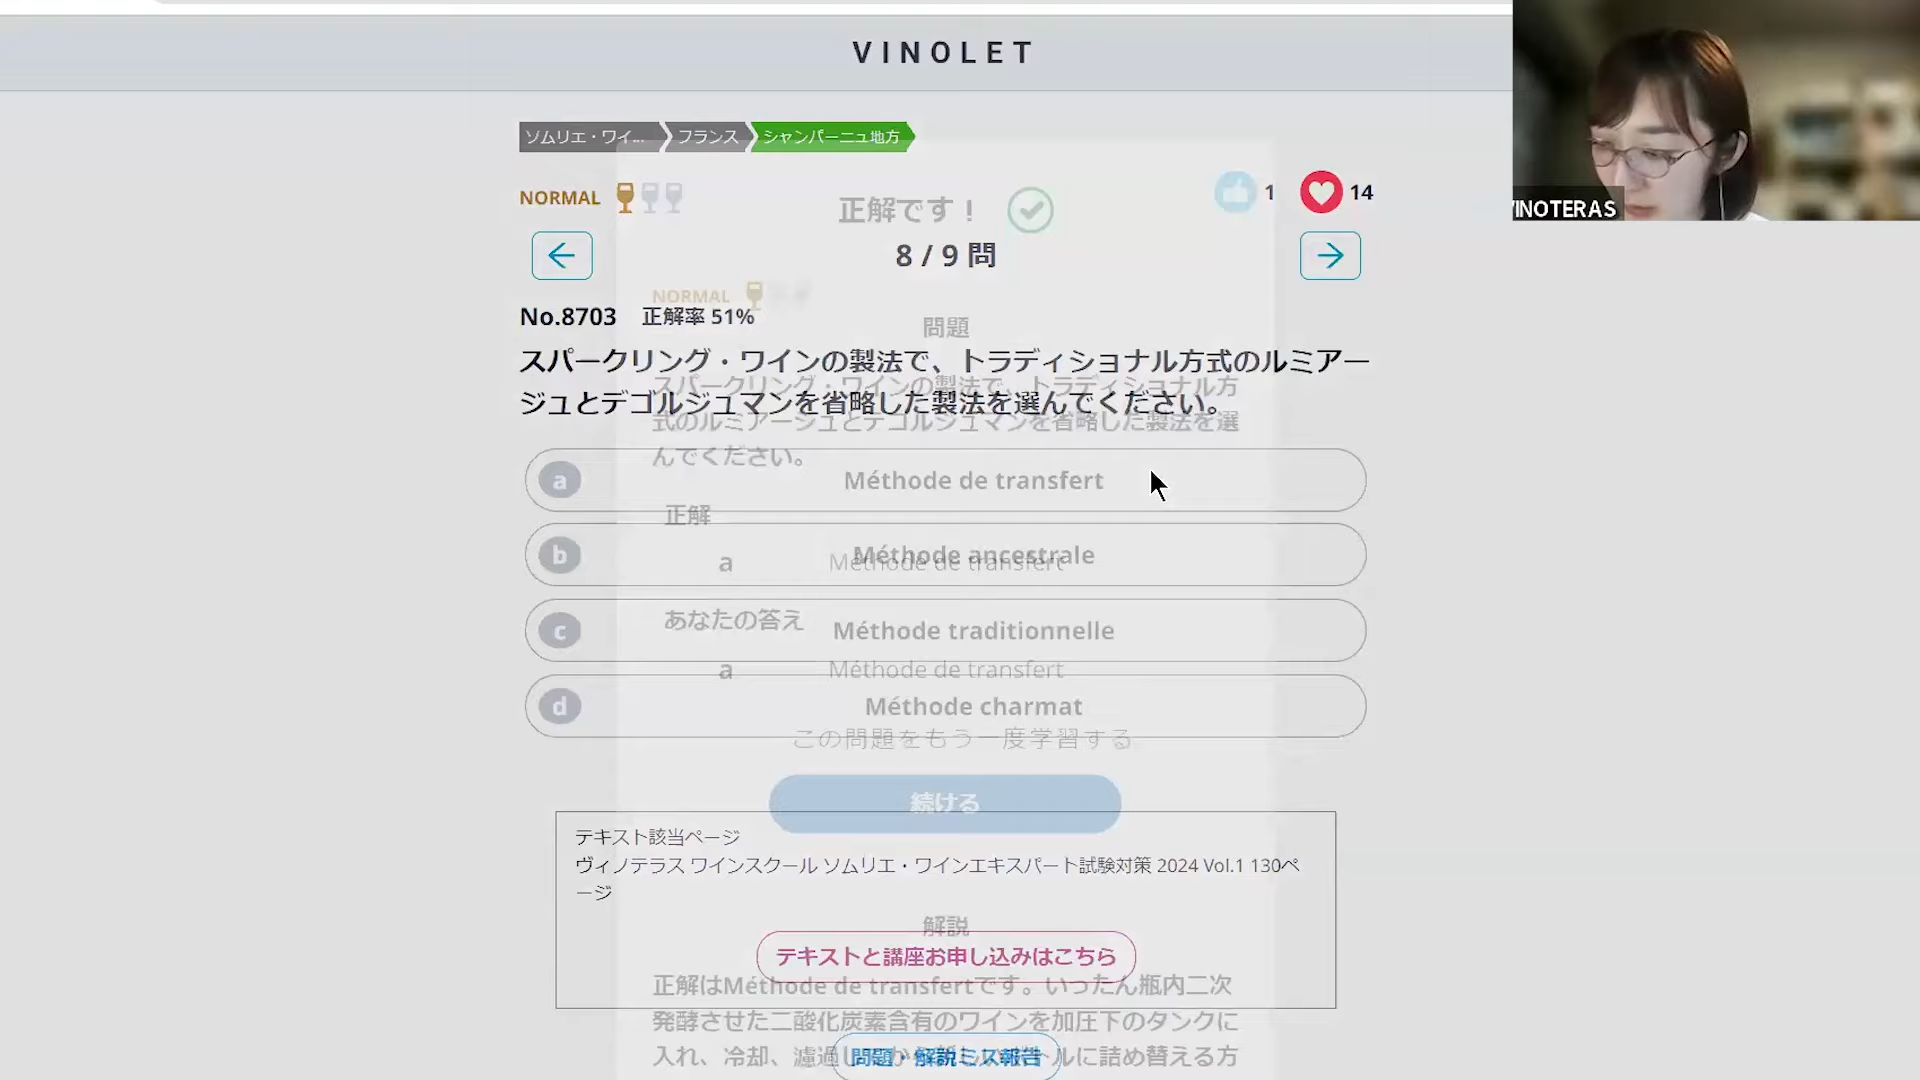 VINOLET
ソムリエ・ワイ... フランス シャンパーニュ地方
NORMAL
1
14
INOTERAS
正解です！
8 / 9 問
NORMAL
No.8703 正解率 51%
問題
スパークリング・ワインの製法で、トラディショナル方式のルミアー
ジュとデゴルジュマンを省略した製法を選んでください。
スパークリング・ワインの製法で、トラディショナル方
式のルミアージュとデゴルジュマンを省略した製法を選
んでください。
a Méthode de transfert
正解
b Méthode ancestrale
a Méthode de transfert
あなたの答え
c Méthode traditionnelle
a Méthode de transfert
d Méthode charmat
この問題をもう一度学習する
続ける
テキスト該当ページ
ヴィノテラス ワインスクール ソムリエ・ワインエキスパート試験対策 2024 Vol.1 130ペ
ージ
解説
テキストと講座お申し込みはこちら
正解はMéthode de transfertです。いったん瓶内二次
発酵させた二酸化炭素含有のワインを加圧下のタンクに
入れ、冷却、濾過し
ルに詰め替える方
問題・解説ミス報告